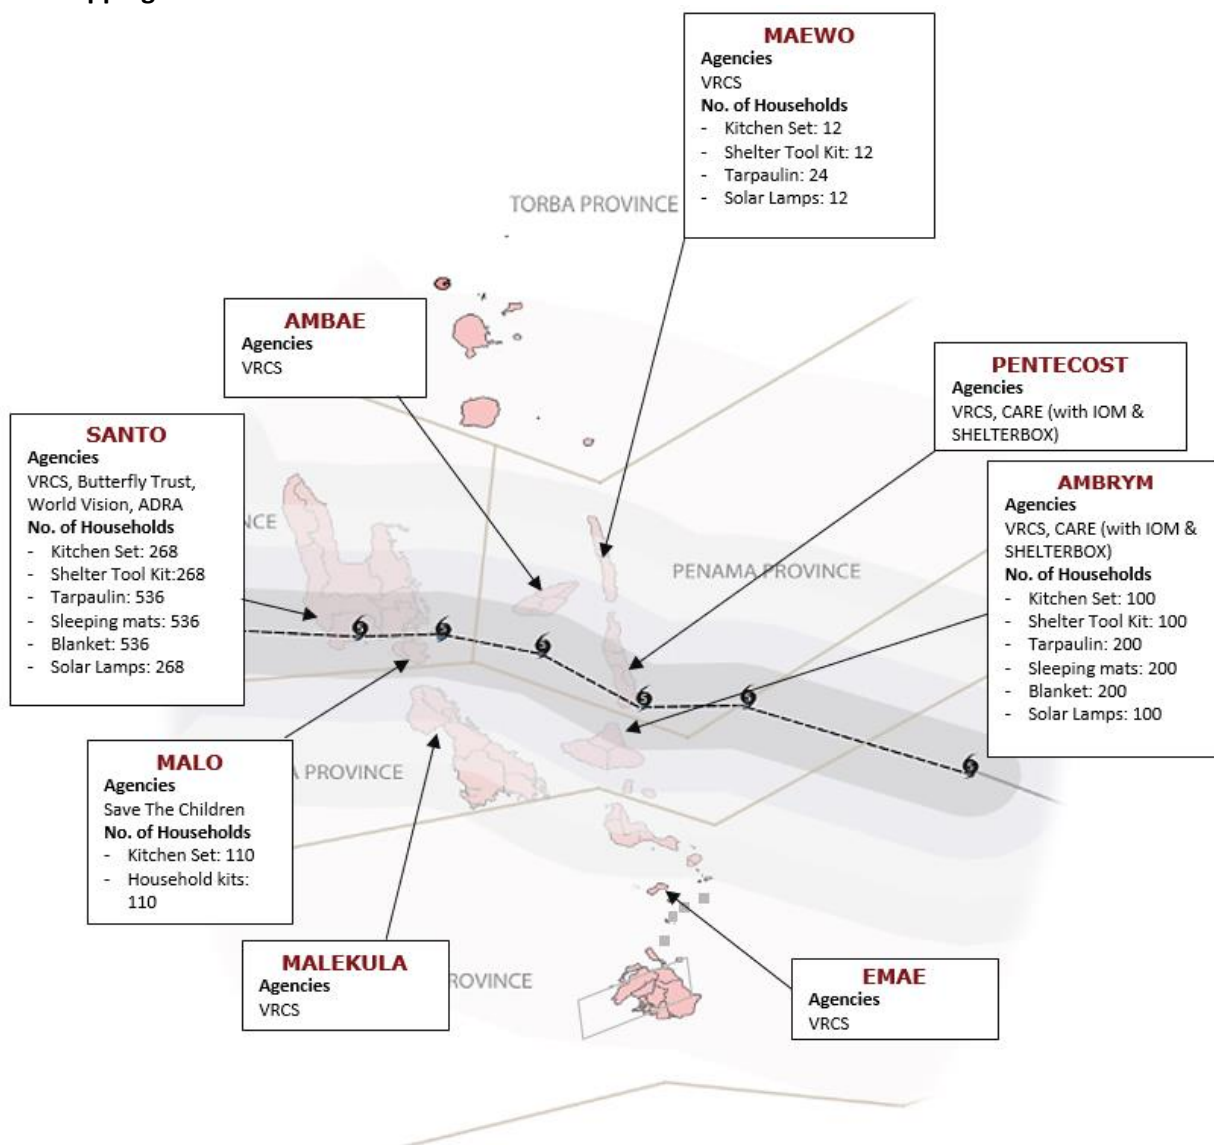 MAEWO
Agencies
VRCS
No. of Households
- Kitchen Set: 12
- Shelter Tool Kit: 12
- Tarpaulin: 24
- Solar Lamps: 12
TORBA PROVINCE
AMBAE
Agencies
VRCS
PENTECOST
Agencies
VRCS, CARE (with IOM &
SHELTERBOX)
SANTO
Agencies
VRCS, Butterfly Trust,
World Vision, ADRA
No. of Households
- Kitchen Set: 268
- Shelter Tool Kit:268
- Tarpaulin: 536
- Sleeping mats: 536
- Blanket: 536
- Solar Lamps: 268
AMBRYM
Agencies
VRCS, CARE (with IOM &
SHELTERBOX)
No. of Households
- Kitchen Set: 100
- Shelter Tool Kit: 100
- Tarpaulin: 200
- Sleeping mats: 200
- Blanket: 200
- Solar Lamps: 100
NCE
PENAMA PROVINCE
MALO
Agencies
Save The Children
No. of Households
- Kitchen Set: 110
- Household kits:
110
A PROVINCE
MALEKULA
Agencies
VRCS
ROVINCE
EMAE
Agencies
VRCS